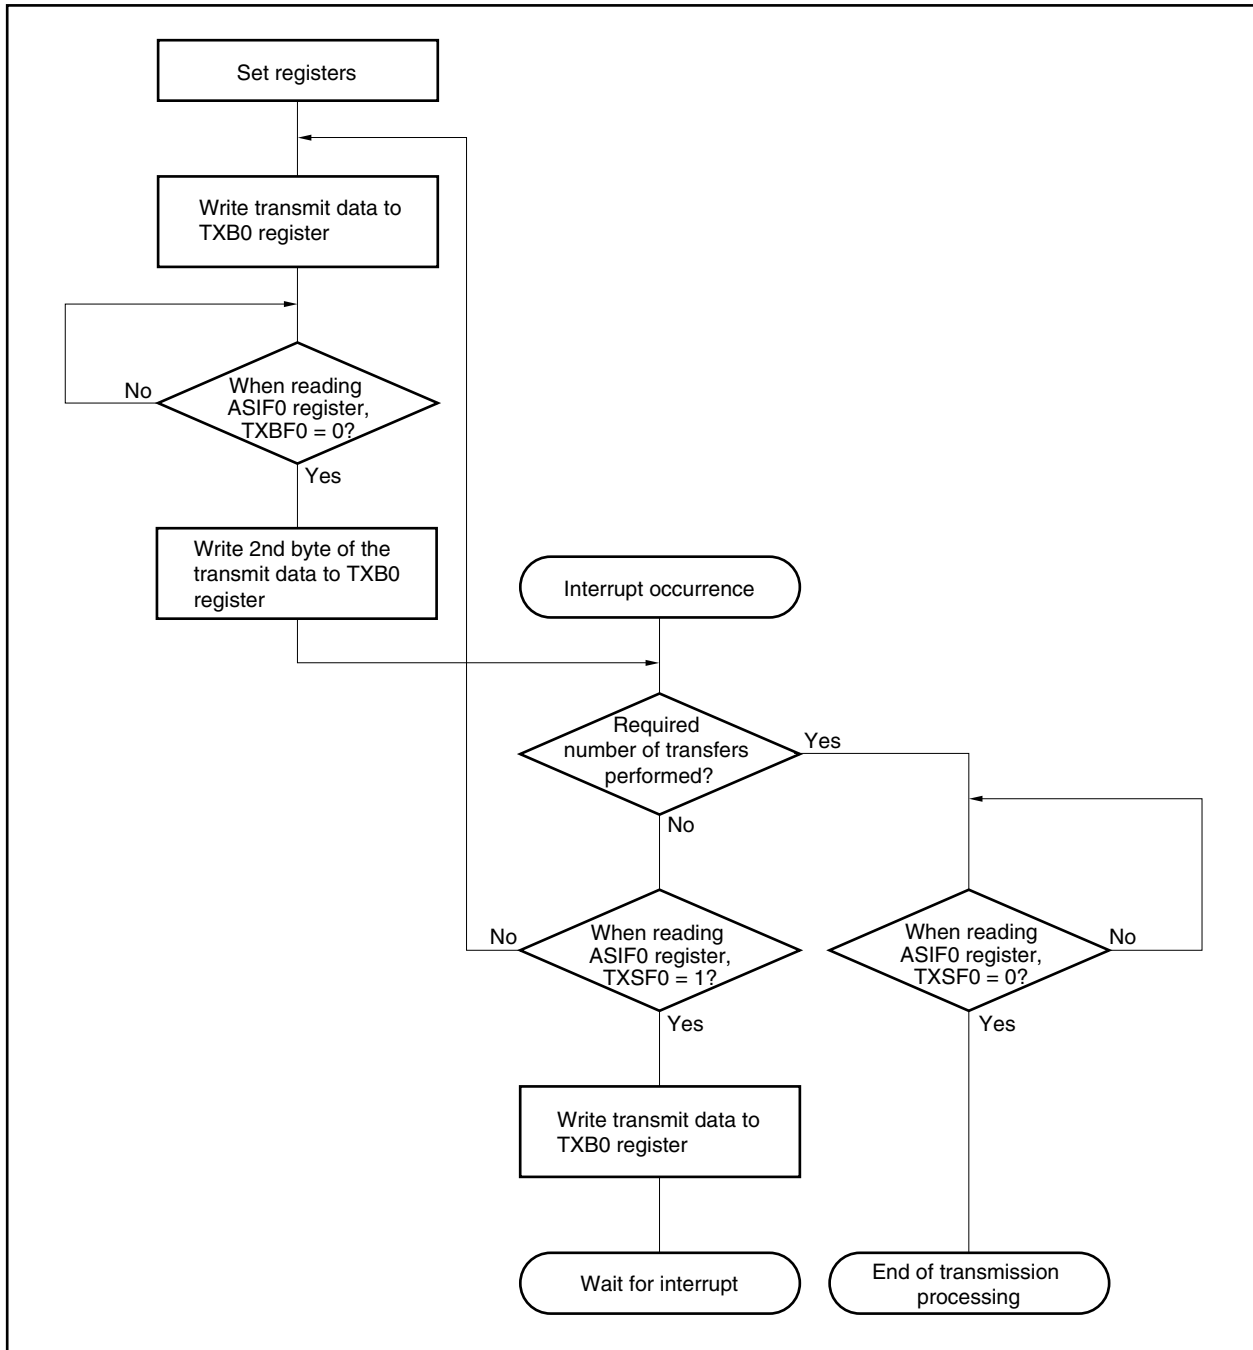 Set registers
Write transmit data to
TXB0 register
No
When reading
ASIF0 register,
TXBF0 = 0?
Yes
Write 2nd byte of the
transmit data to TXB0
register
Interrupt occurrence
Required
number of transfers
performed?
Yes
No
No
When reading
ASIF0 register,
TXSF0 = 1?
Yes
When reading
ASIF0 register,
TXSF0 = 0?
No
Yes
Write transmit data to
TXB0 register
Wait for interrupt
End of transmission
processing